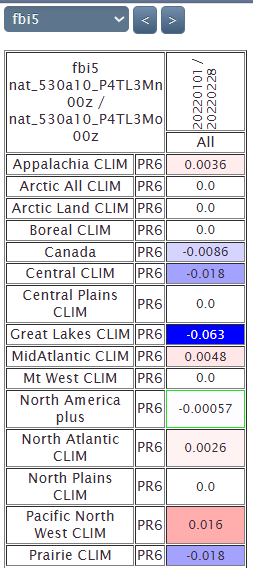 fbi5
<
>
fbi5
nat_530a10_P4TL3Mn
00z /
nat_530a10_P4TL3Mo
00z
20220101 /
20220228
All
Appalachia CLIM PR6 0.0036
Arctic All CLIM PR6 0.0
Arctic Land CLIM PR6 0.0
Boreal CLIM PR6 0.0
Canada PR6 -0.0086
Central CLIM PR6 -0.018
Central Plains
CLIM PR6 0.0
Great Lakes CLIM PR6 -0.063
MidAtlantic CLIM PR6 0.0048
Mt West CLIM PR6 0.0
North America
plus PR6 -0.00057
North Atlantic
CLIM PR6 0.0026
North Plains
CLIM PR6 0.0
Pacific North
West CLIM PR6 0.016
Prairie CLIM PR6 -0.018